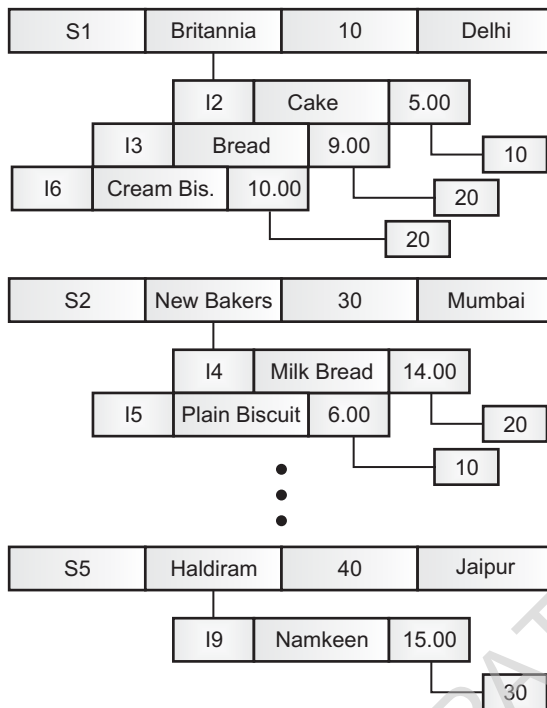 S1 Britannia 10 Delhi
I2 Cake 5.00
I3 Bread 9.00
10
I6 Cream Bis. 10.00
20
20
S2 New Bakers 30 Mumbai
I4 Milk Bread 14.00
I5 Plain Biscuit 6.00
20
10
S5 Haldiram 40 Jaipur
I9 Namkeen 15.00
30